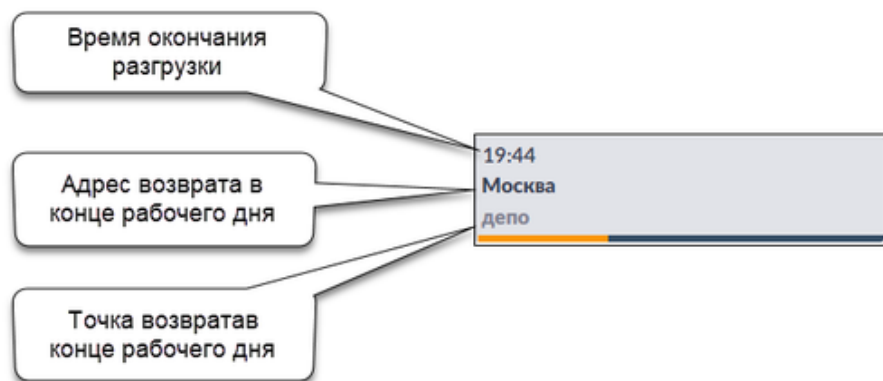 Время окончания
разгрузки
19:44
Адрес возврата в
конце рабочего дня
Москва
депо
Точка возвратав
конце рабочего дня